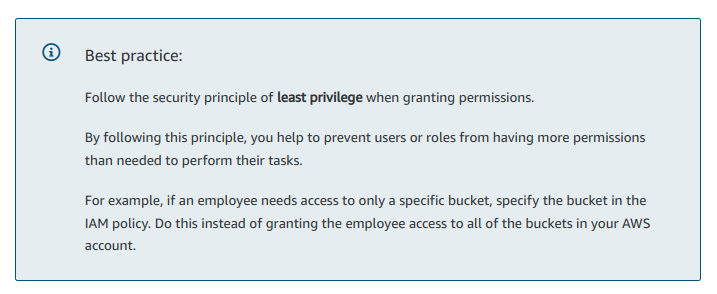 Best practice:
Follow the security principle of least privilege when granting permissions.
By following this principle, you help to prevent users or roles from having more permissions
than needed to perform their tasks.
For example, if an employee needs access to only a specific bucket, specify the bucket in the
IAM policy. Do this instead of granting the employee access to all of the buckets in your AWS
account.